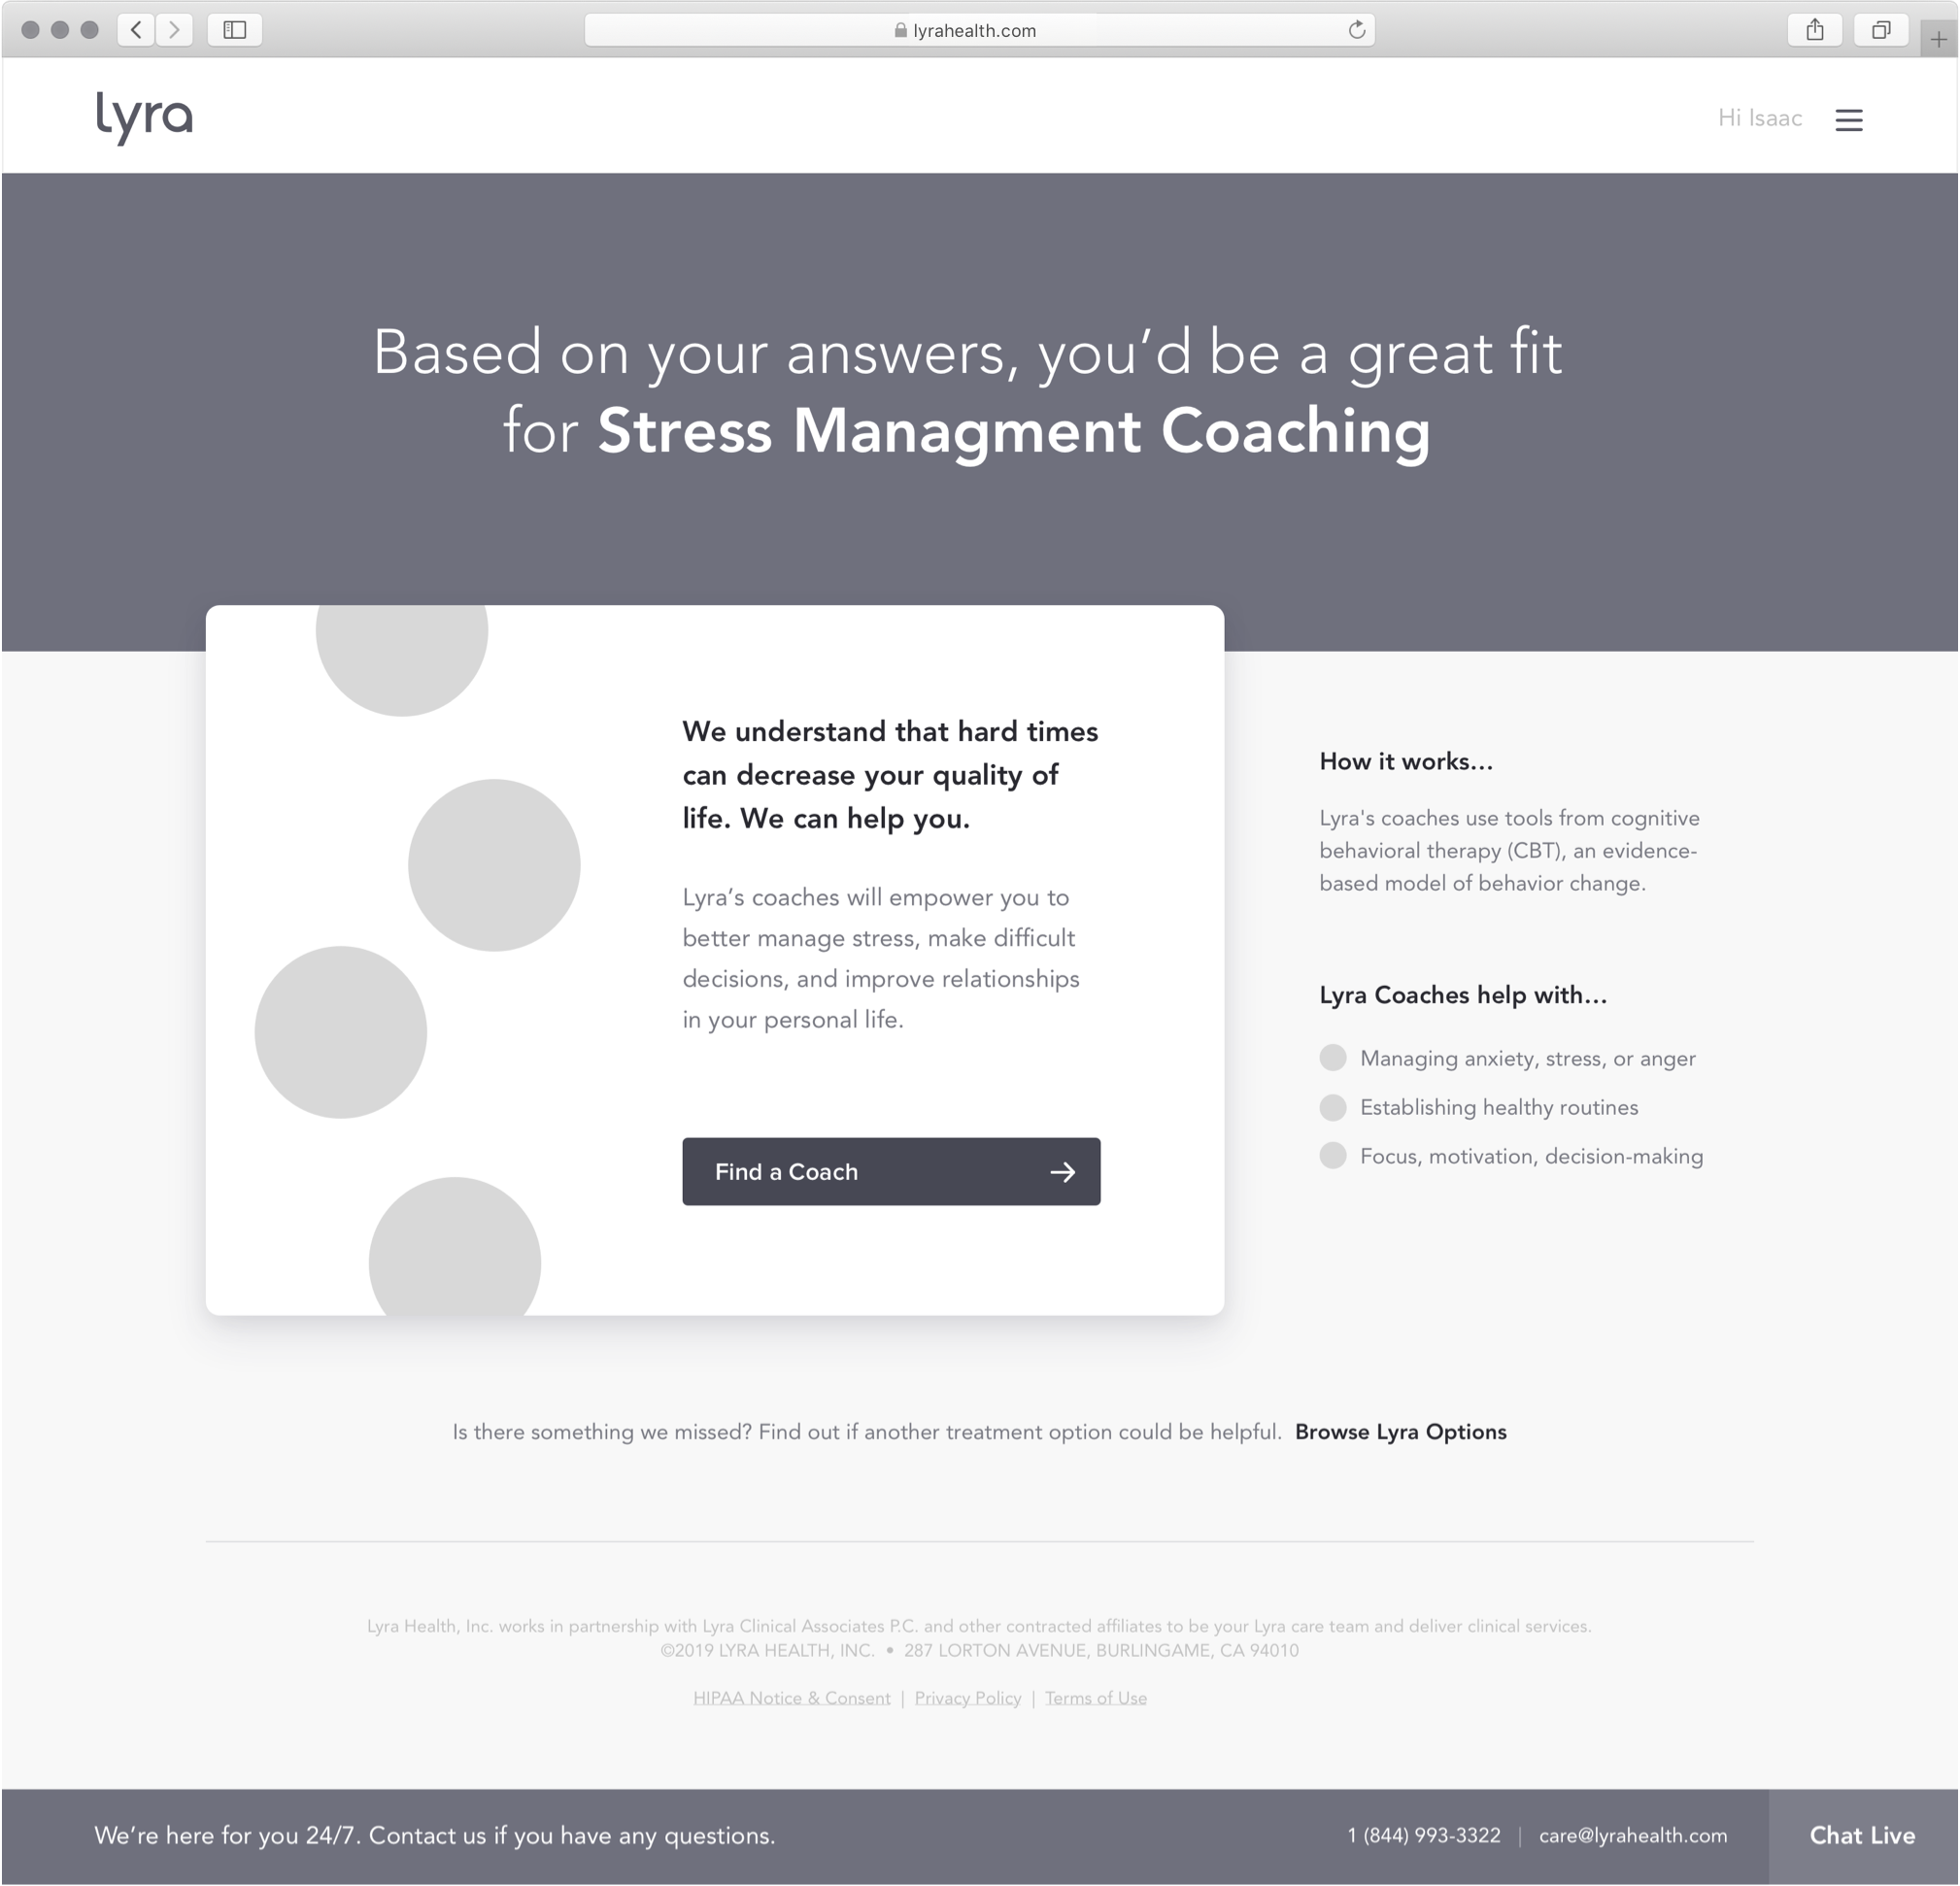 lyrahealth.com
lyra
Hi Isaac
Based on your answers, you’d be a great fit
for Stress Managment Coaching
We understand that hard times
can decrease your quality of
life. We can help you.
Lyra’s coaches will empower you to
better manage stress, make difficult
decisions, and improve relationships
in your personal life.
Find a Coach
How it works…
Lyra's coaches use tools from cognitive
behavioral therapy (CBT), an evidence-
based model of behavior change.
Lyra Coaches help with…
Managing anxiety, stress, or anger
Establishing healthy routines
Focus, motivation, decision-making
Is there something we missed? Find out if another treatment option could be helpful. Browse Lyra Options
Lyra Health, Inc. works in partnership with Lyra Clinical Associates P.C. and other contracted affiliates to be your Lyra care team and deliver clinical services.
©2019 LYRA HEALTH, INC. • 287 LORTON AVENUE, BURLINGAME, CA 94010
HIPAA Notice & Consent | Privacy Policy | Terms of Use
We’re here for you 24/7. Contact us if you have any questions.
1 (844) 993-3322 | care@lyrahealth.com
Chat Live